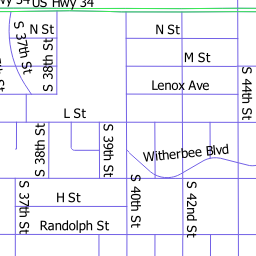 US Hwy 34
N St
N St
S 37th St
S 38th St
M St
Lenox Ave
S 44th St
L St
S 38th St
S 39th St
Witherbee Blvd
S 37th St
H St
S 40th St
S 42nd St
Randolph St